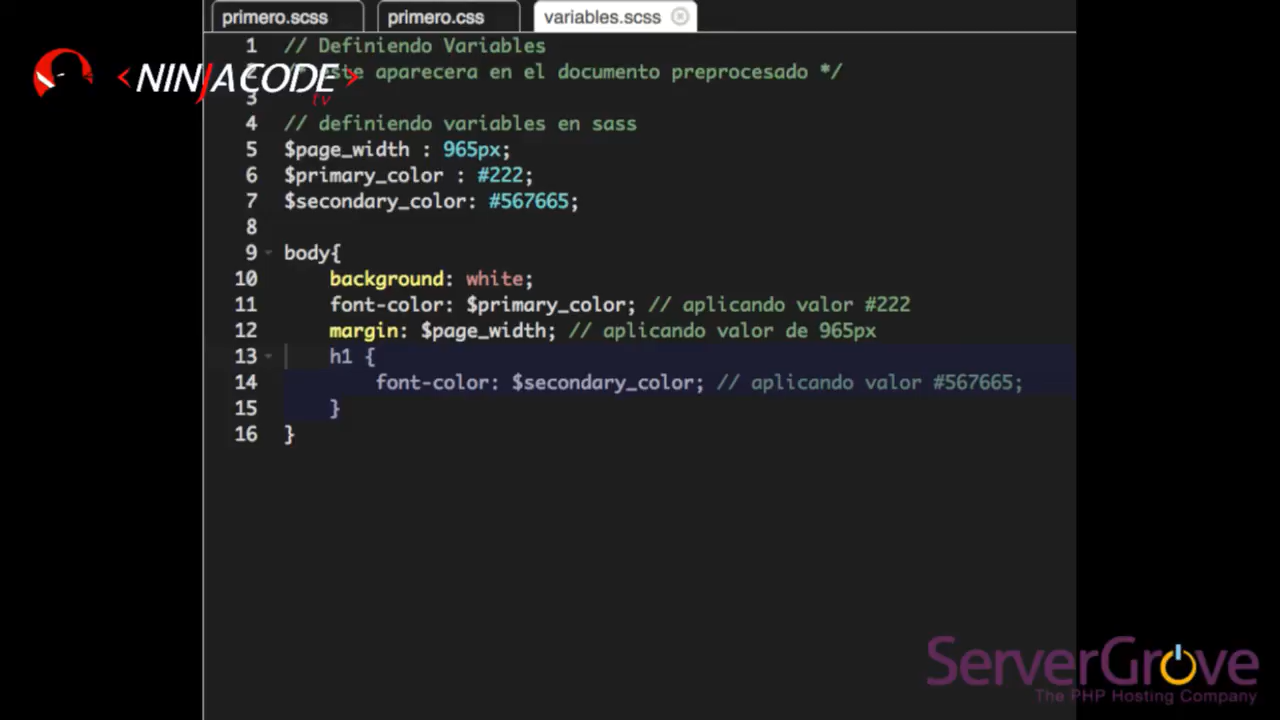 primero.scss primero.css variables.scss
1 // Definiendo Variables
aparecera en el documento preprocesado */
<NINJACODE>
tv
3
4 // definiendo variables en sass
5 $page_width : 965px;
6 $primary_color : #222;
7 $secondary_color: #567665;
8
9 body{
10 background: white;
11 font-color: $primary_color; // aplicando valor #222
12 margin: $page_width; // aplicando valor de 965px
13 h1 {
14 font-color: $secondary_color; // aplicando valor #567665;
15 }
16 }
ServerGrove
The PHP Hosting Company